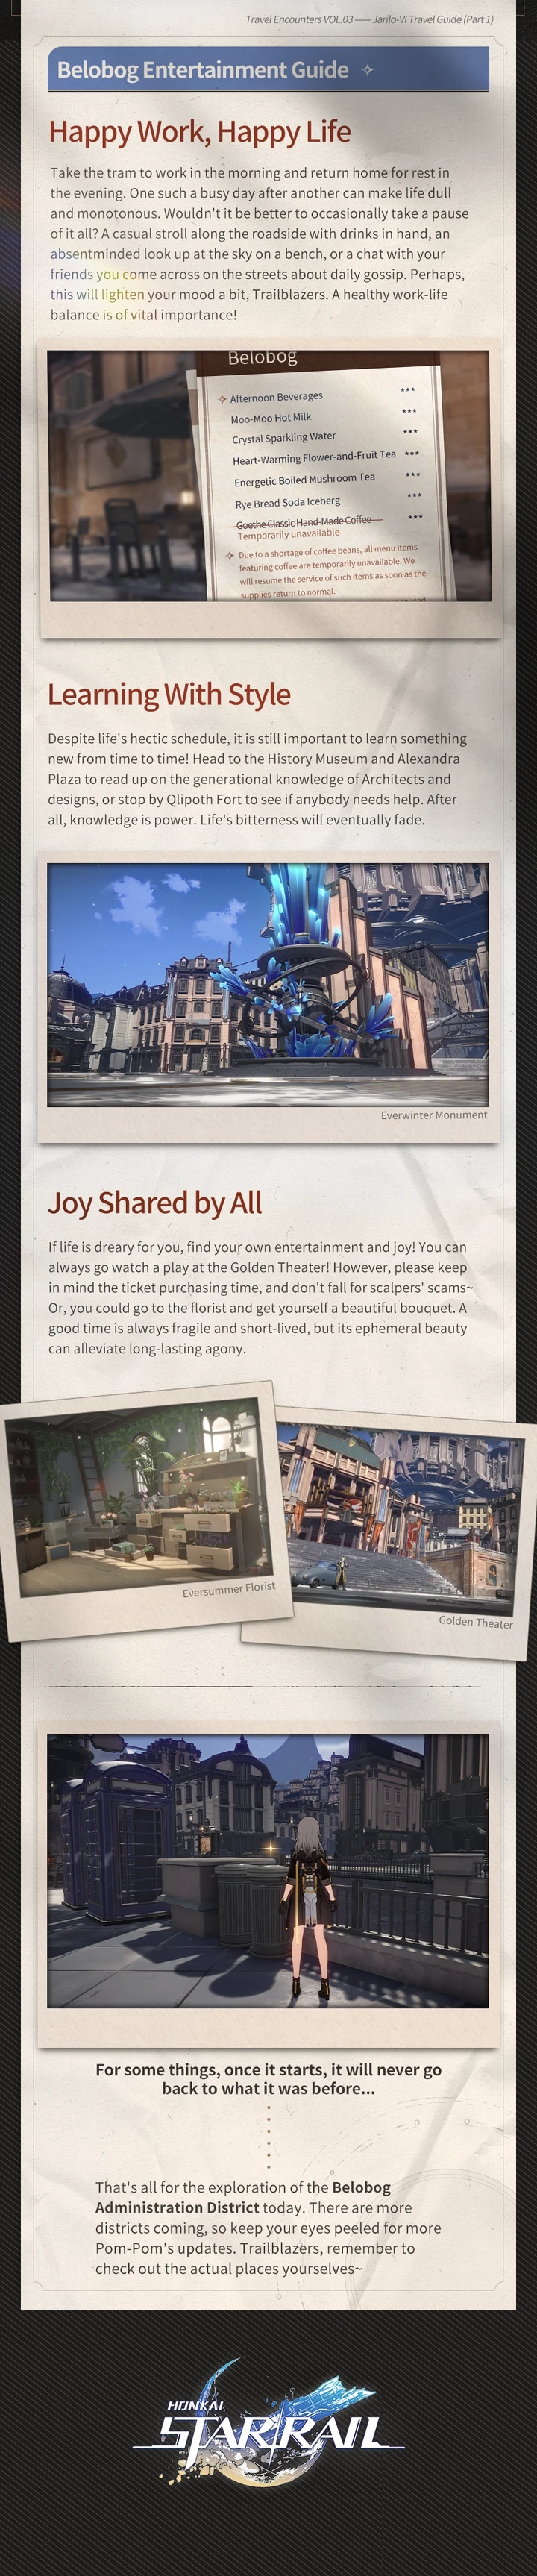 Travel Encounters VOL.03 —— Jarilo-VI Travel Guide (Part 1)
Belobog Entertainment Guide
Happy Work, Happy Life
Take the tram to work in the morning and return home for rest in
the evening. One such a busy day after another can make life dull
and monotonous. Wouldn't it be better to occasionally take a pause
of it all? A casual stroll along the roadside with drinks in hand, an
absentminded look up at the sky on a bench, or a chat with your
friends you come across on the streets about daily gossip. Perhaps,
this will lighten your mood a bit, Trailblazers. A healthy work-life
balance is of vital importance!
Belobog
Afternoon Beverages ***
Moo-Moo Hot Milk ***
Crystal Sparkling Water ***
Heart-Warming Flower-and-Fruit Tea ***
Energetic Boiled Mushroom Tea ***
Rye Bread Soda Iceberg ***
Goethe Classic Hand-Made Coffee ***
Temporarily unavailable
Due to a shortage of coffee beans, all menu items
featuring coffee are temporarily unavailable. We
will resume the service of such items as soon as the
supplies return to normal.
Learning With Style
Despite life's hectic schedule, it is still important to learn something
new from time to time! Head to the History Museum and Alexandra
Plaza to read up on the generational knowledge of Architects and
designs, or stop by Qlipoth Fort to see if anybody needs help. After
all, knowledge is power. Life's bitterness will eventually fade.
Everwinter Monument
Joy Shared by All
If life is dreary for you, find your own entertainment and joy! You can
always go watch a play at the Golden Theater! However, please keep
in mind the ticket purchasing time, and don't fall for scalpers' scams~
Or, you could go to the florist and get yourself a beautiful bouquet. A
good time is always fragile and short-lived, but its ephemeral beauty
can alleviate long-lasting agony.
Eversummer Florist
Golden Theater
For some things, once it starts, it will never go
back to what it was before...
That's all for the exploration of the Belobog
Administration District today. There are more
districts coming, so keep your eyes peeled for more
Pom-Pom's updates. Trailblazers, remember to
check out the actual places yourselves~
HONKAI
STAR RAIL